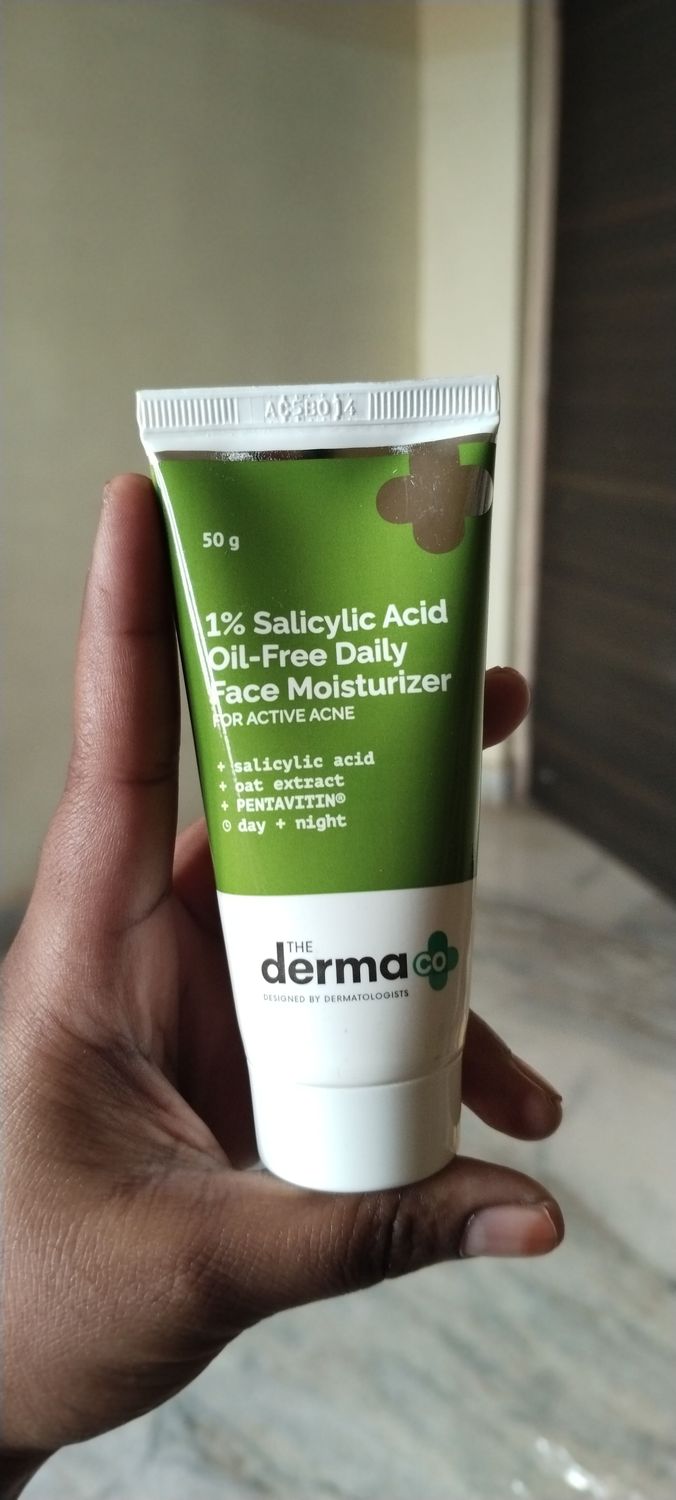 AC5B014
50 g
1% Salicylic Acid
Oil-Free Daily
Face Moisturizer
FOR ACTIVE ACNE
+ salicylic acid
+ oat extract
+ PENTAVITIN®
day + night
THE
derma co
DESIGNED BY DERMATOLOGISTS